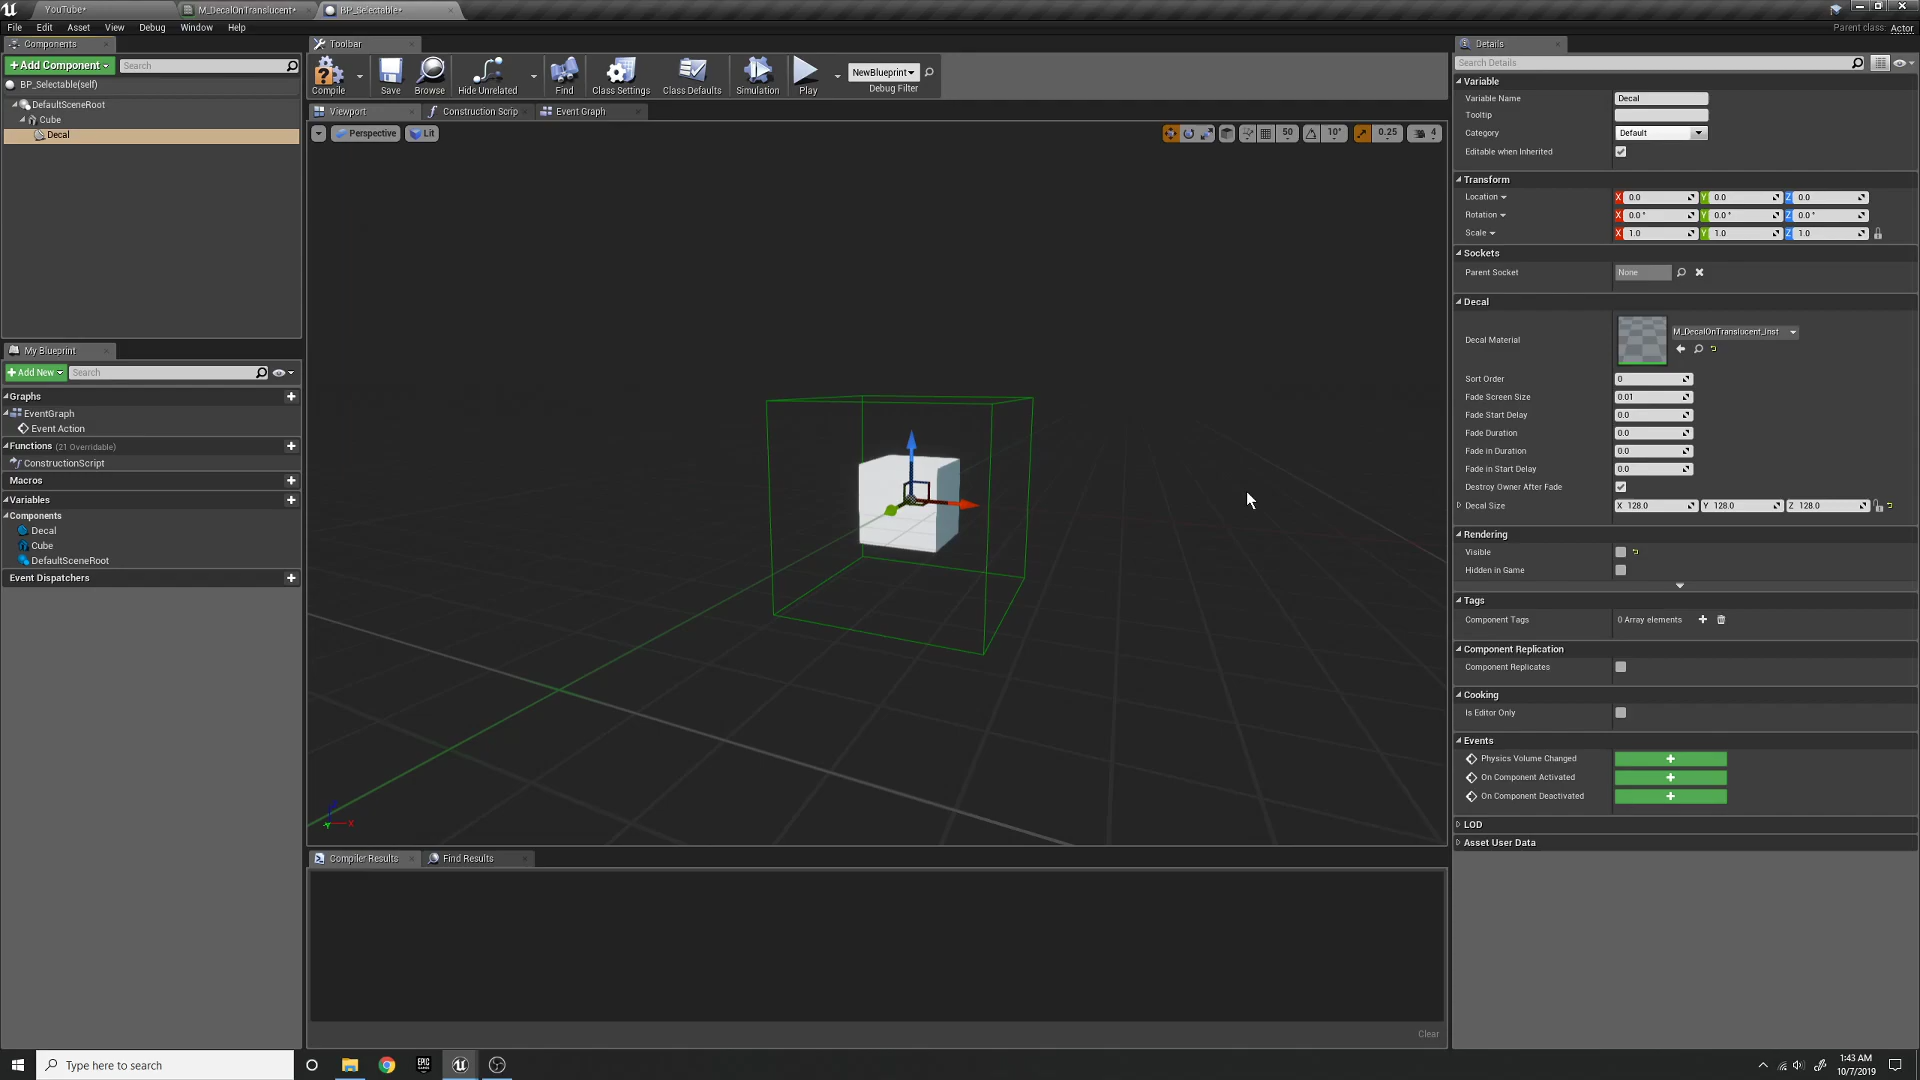 YouTube*
M_DecalOnTranslucent*
BP_Selectable*
File Edit Asset View Debug Window Help
Parent class: Actor
Components
+Add Component
Search
BP_Selectable(self)
DefaultSceneRoot
Cube
Decal
My Blueprint
+Add New
Search
Graphs
EventGraph
Event Action
Functions (21 Overridable)
ConstructionScript
Macros
Variables
Components
Decal
Cube
DefaultSceneRoot
Event Dispatchers
Toolbar
Compile
Save
Browse
Hide Unrelated
Find
Class Settings
Class Defaults
Simulation
Play
NewBlueprint
Debug Filter
Viewport
Construction Scrip
Event Graph
Perspective
Lit
50
10°
0.25
4
X
Compiler Results
Find Results
Clear
Details
Search Details
Variable
Variable Name Decal
Tooltip
Category Default
Editable when Inherited
Transform
Location X 0.0 Y 0.0 Z 0.0
Rotation X 0.0 ° Y 0.0 ° Z 0.0 °
Scale X 1.0 Y 1.0 Z 1.0
Sockets
Parent Socket None
Decal
Decal Material M_DecalOnTranslucent_Inst
Sort Order 0
Fade Screen Size 0.01
Fade Start Delay 0.0
Fade Duration 0.0
Fade in Duration 0.0
Fade in Start Delay 0.0
Destroy Owner After Fade
Decal Size X 128.0 Y 128.0 Z 128.0
Rendering
Visible
Hidden in Game
Tags
Component Tags 0 Array elements
Component Replication
Component Replicates
Cooking
Is Editor Only
Events
Physics Volume Changed
On Component Activated
On Component Deactivated
LOD
Asset User Data
Type here to search
EPIC GAMES
1:43 AM
10/7/2019